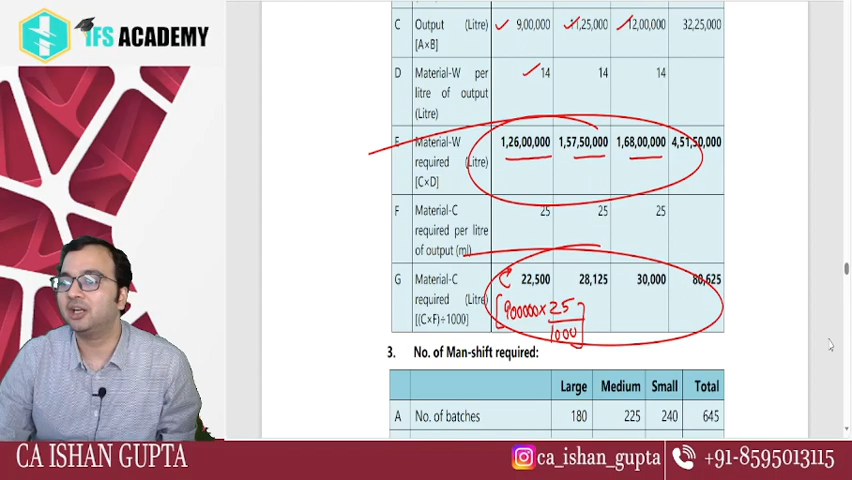 IFS ACADEMY
C Output (Litre) 9,00,000 11,25,000 12,00,000 32,25,000
[A×B]
D Material-W per 14 14 14
litre of output
(Litre)
E Material-W 1,26,00,000 1,57,50,000 1,68,00,000 4,51,50,000
required (Litre)
[C×D]
F Material-C 25 25 25
required per litre
of output (ml)
G Material-C 22,500 28,125 30,000 80,625
required (Litre)
[(C×F)÷1000]
[900000×25
1000]
3. No. of Man-shift required:
Large Medium Small Total
A No. of batches 180 225 240 645
CA ISHAN GUPTA
ca_ishan_gupta
+91-8595013115